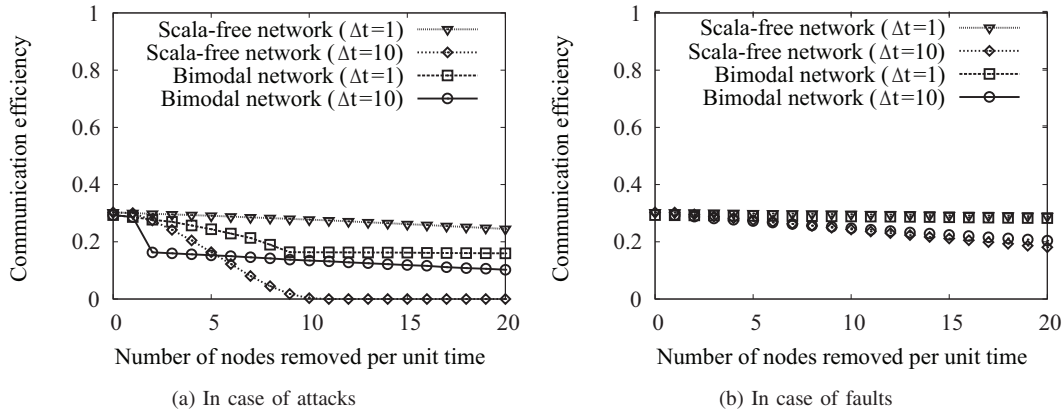 Communication efficiency
1
0.8
0.6
0.4
0.2
0
0
5
10
15
20
Scala-free network (Δt=1)
Scala-free network (Δt=10)
Bimodal network (Δt=1)
Bimodal network (Δt=10)
Number of nodes removed per unit time
(a) In case of attacks
Communication efficiency
1
0.8
0.6
0.4
0.2
0
0
5
10
15
20
Scala-free network (Δt=1)
Scala-free network (Δt=10)
Bimodal network (Δt=1)
Bimodal network (Δt=10)
Number of nodes removed per unit time
(b) In case of faults